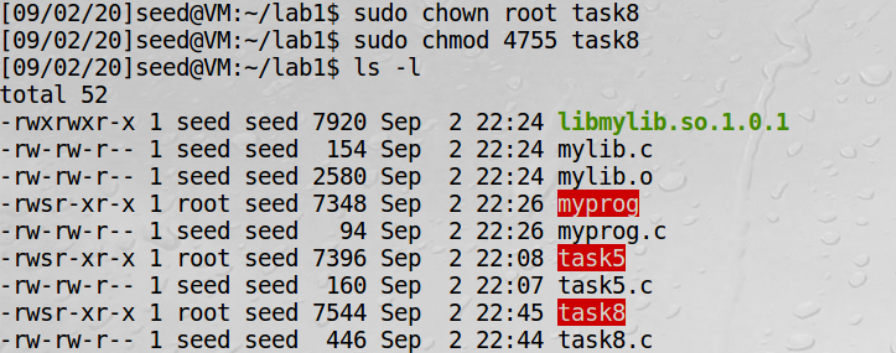 [09/02/20]seed@VM:~/lab1$ sudo chown root task8
[09/02/20]seed@VM:~/lab1$ sudo chmod 4755 task8
[09/02/20]seed@VM:~/lab1$ ls -l
total 52
-rwxrwxr-x 1 seed seed 7920 Sep  2 22:24 libmylib.so.1.0.1
-rw-rw-r-- 1 seed seed  154 Sep  2 22:24 mylib.c
-rw-rw-r-- 1 seed seed 2580 Sep  2 22:24 mylib.o
-rwsr-xr-x 1 root seed 7348 Sep  2 22:26 myprog
-rw-rw-r-- 1 seed seed   94 Sep  2 22:26 myprog.c
-rwsr-xr-x 1 root seed 7396 Sep  2 22:08 task5
-rw-rw-r-- 1 seed seed  160 Sep  2 22:07 task5.c
-rwsr-xr-x 1 root seed 7544 Sep  2 22:45 task8
-rw-rw-r-- 1 seed seed  446 Sep  2 22:44 task8.c